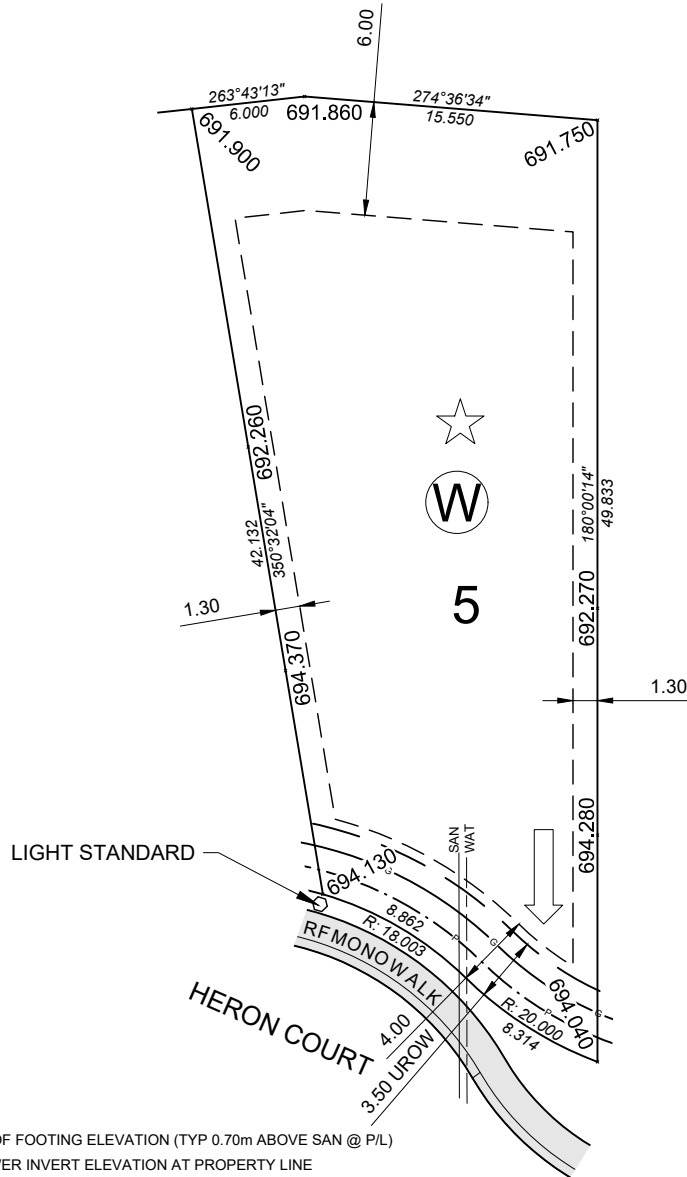 6.00
263°43'13"
6.000
691.860
274°36'34"
15.550
691.900
691.750
692.260
42.132
350°32'04"
W
5
180°00'14"
49.833
692.270
1.30
694.370
1.30
694.280
SAN
WAT
LIGHT STANDARD
694.130
G
8.862
R: 18.003
P
G
RF MONOWALK
HERON COURT
4.00
3.50 UROW
R: 20.000
8.314
P
G
694.040
OF FOOTING ELEVATION (TYP 0.70m ABOVE SAN @ P/L)
ER INVERT ELEVATION AT PROPERTY LINE